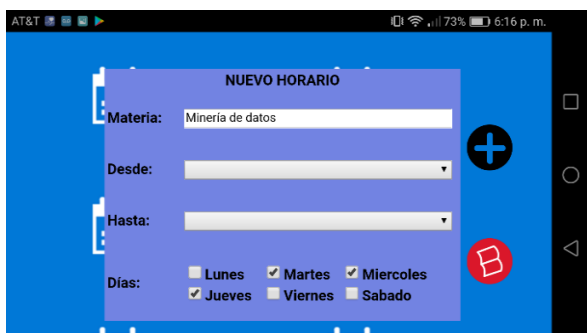 AT&T 73% 6:16 p. m.
NUEVO HORARIO
Materia: Minería de datos
Desde:
Hasta:
Días:
Lunes Martes Miercoles
Jueves Viernes Sabado